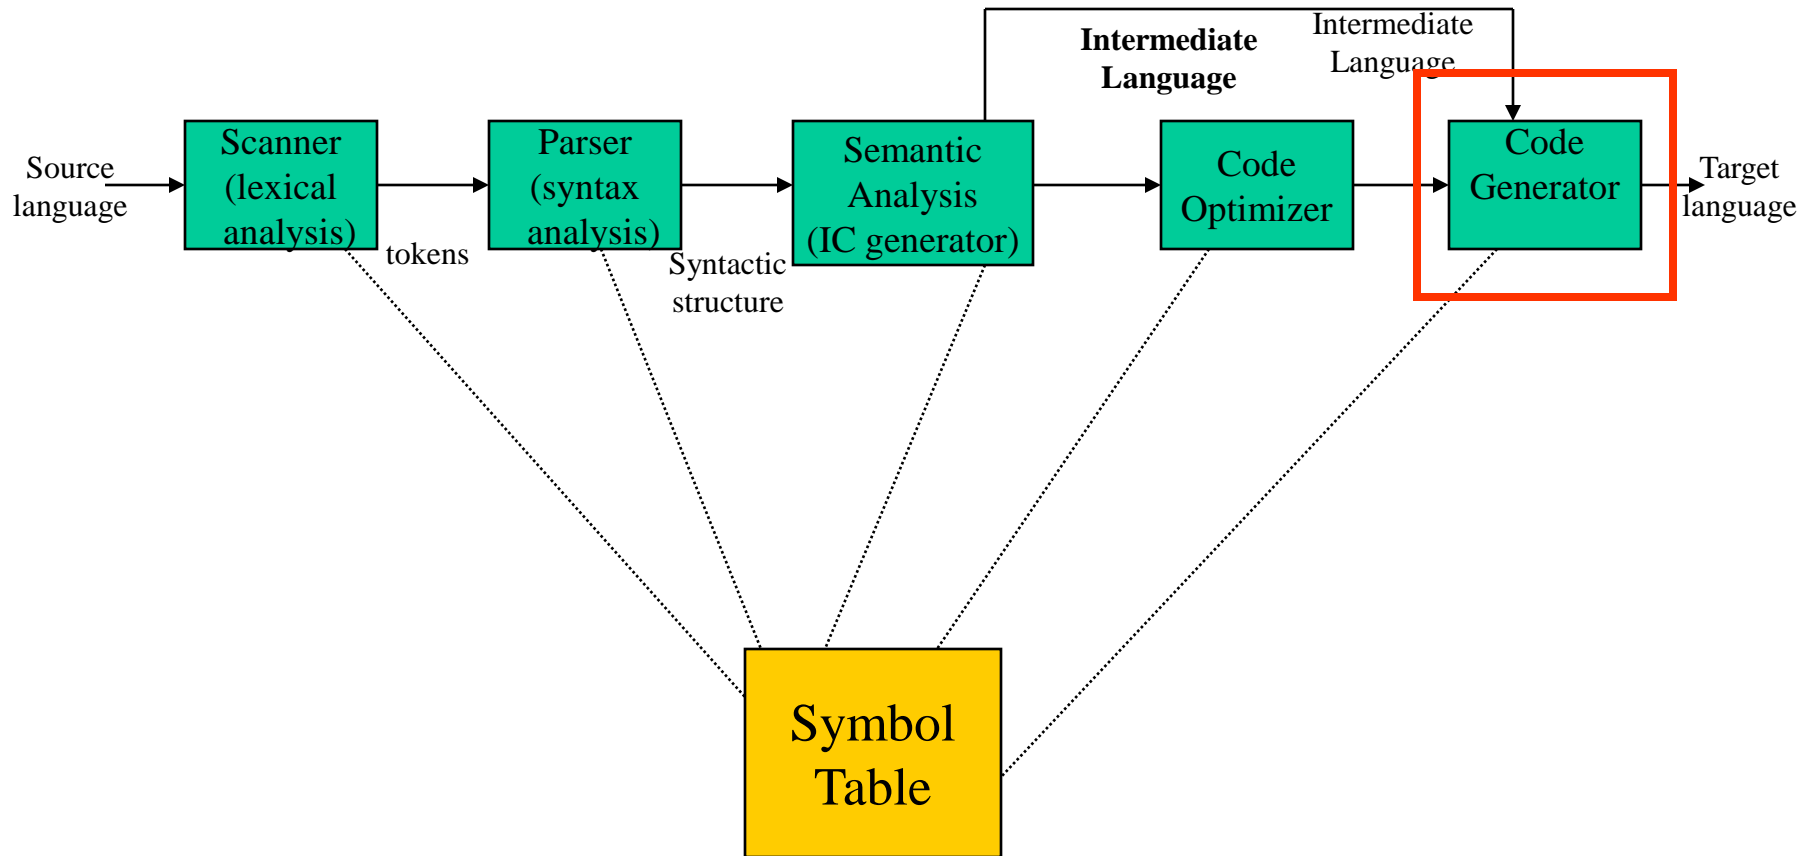 Intermediate
Language
Intermediate
Language
Source
language
Scanner
(lexical
analysis)
tokens
Parser
(syntax
analysis)
Syntactic
structure
Semantic
Analysis
(IC generator)
Code
Optimizer
Code
Generator
Target
language
Symbol
Table